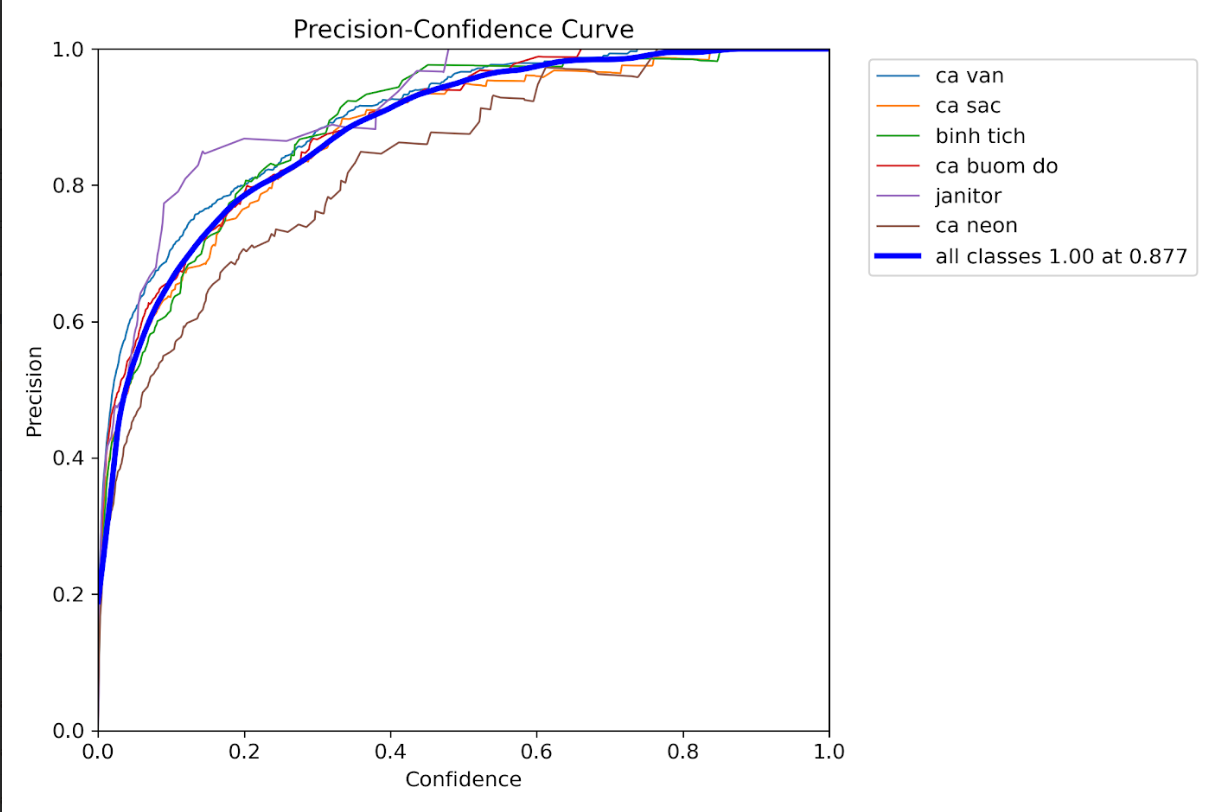 Precision-Confidence Curve
1.0
0.8
0.6
0.4
0.2
0.0
Precision
0.0 0.2 0.4 0.6 0.8 1.0
Confidence
ca van
ca sac
binh tich
ca buom do
janitor
ca neon
all classes 1.00 at 0.877